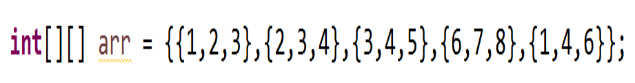 int[][] arr = {{1,2,3},{2,3,4},{3,4,5},{6,7,8},{1,4,6}};